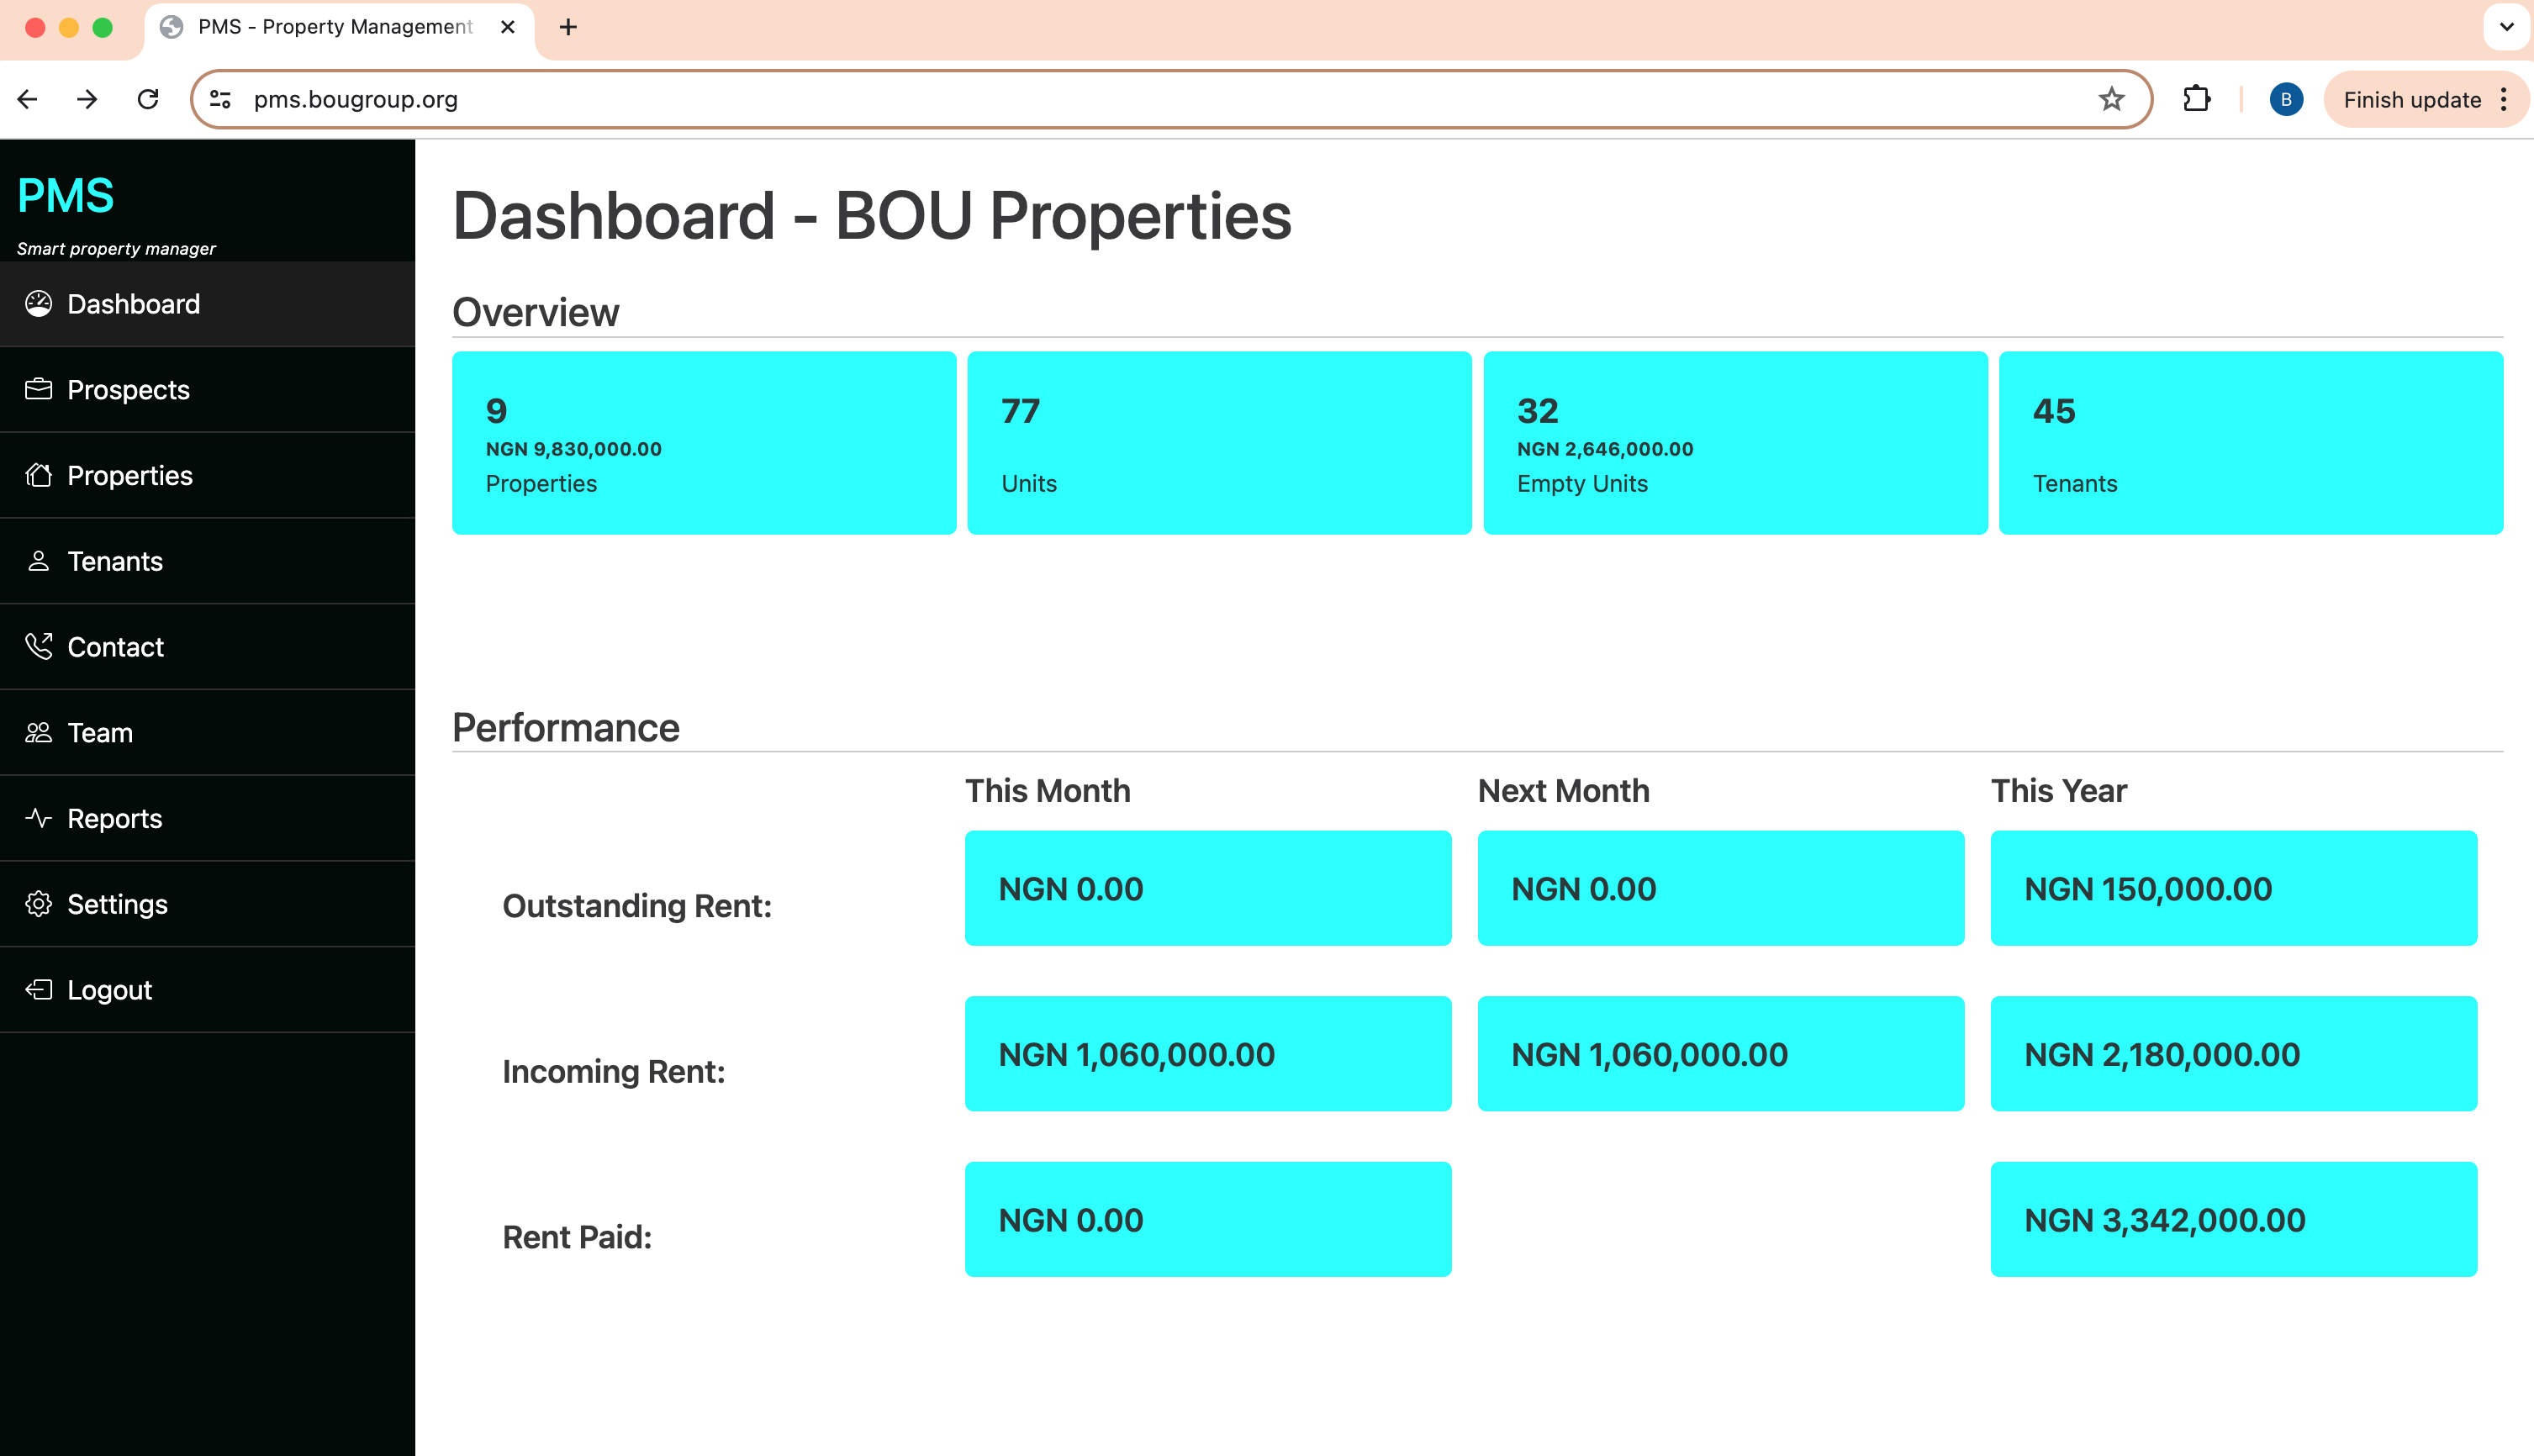 PMS - Property Management
pms.bougroup.org
B
Finish update
PMS
Smart property manager
Dashboard
Prospects
Properties
Tenants
Contact
Team
Reports
Settings
Logout
Dashboard - BOU Properties
Overview
9
NGN 9,830,000.00
Properties
77
Units
32
NGN 2,646,000.00
Empty Units
45
Tenants
Performance
This Month Next Month This Year
Outstanding Rent: NGN 0.00 NGN 0.00 NGN 150,000.00
Incoming Rent: NGN 1,060,000.00 NGN 1,060,000.00 NGN 2,180,000.00
Rent Paid: NGN 0.00 NGN 3,342,000.00